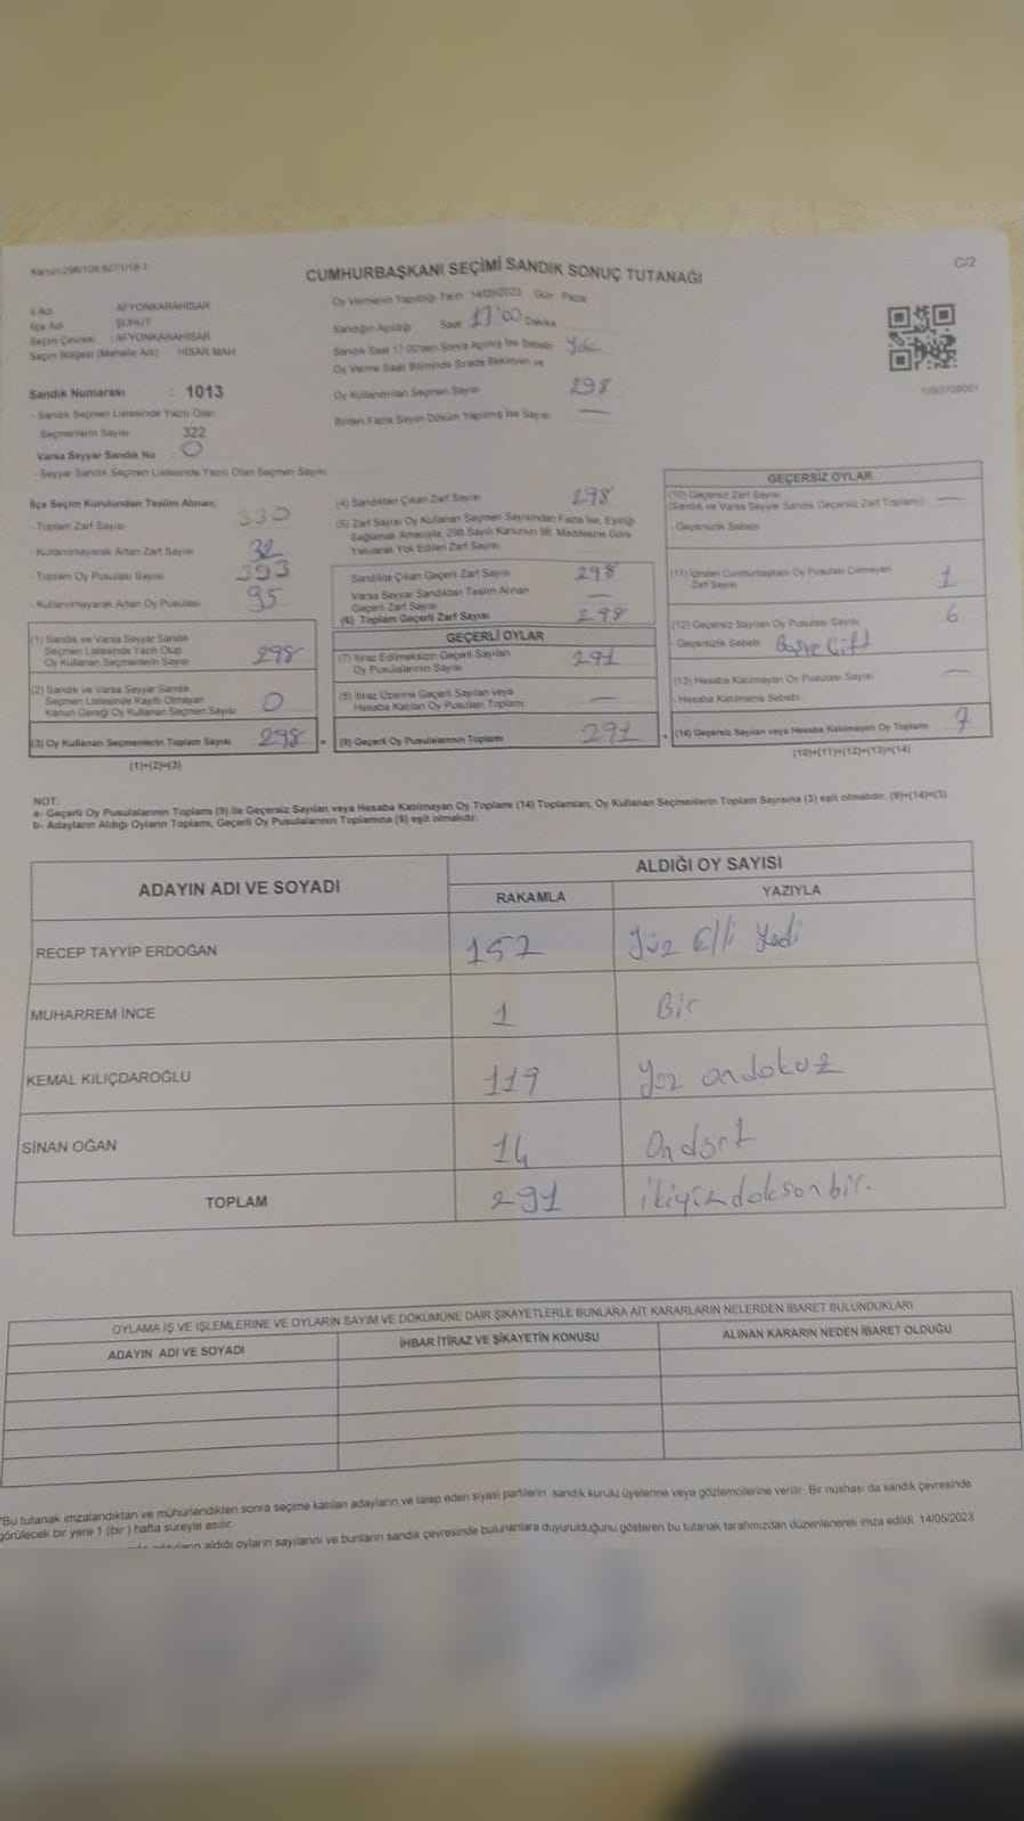 CUMHURBAŞKANI SEÇİMİ SANDIK SONUÇ TUTANAĞI
C/2
İl Adı AFYONKARAHİSAR
İlçe Adı ŞUHUT
Seçim Çevresi : AFYONKARAHİSAR
Seçim Bölgesi (Mahalle Adı) HİSAR MAH
Sandık Numarası : 1013
- Sandık Seçmen Listesinde Yazılı Olan
Seçmenlerin Sayısı 322
Varsa Seyyar Sandık No 0
- Seyyar Sandık Seçmen Listesinde Yazılı Olan Seçmen Sayısı
Oy Vermenin Yapıldığı Tarih 14/05/2023 Gün Pazar
Sandığın Açıldığı Saat 17:00 Dakika
Oy Verme Saati Bitiminde Sırada Bekleyen ve
Oy Kullandırılan Seçmen Sayısı 298
Birden Fazla Sayım Döküm Yapılmış İse Sayısı —
İlçe Seçim Kurulundan Teslim Alınan;
- Toplam Zarf Sayısı 330
- Kullanılmayarak Artan Zarf Sayısı 32
- Toplam Oy Pusulası Sayısı 393
- Kullanılmayarak Artan Oy Pusulası 95
(1) Sandık ve Varsa Seyyar Sandık
Seçmen Listesinde Yazılı Olup
Oy Kullanan Seçmenlerin Sayısı 298
(2) Sandık ve Varsa Seyyar Sandık
Seçmen Listesinde Kayıtlı Olmayan
Kanun Gereği Oy Kullanan Seçmen Sayısı 0
(3) Oy Kullanan Seçmenlerin Toplam Sayısı 298
(1)+(2)=(3)
(4) Sandıktan Çıkan Zarf Sayısı 298
(5) Zarf Sayısı Oy Kullanan Seçmen Sayısından Fazla İse, Eşitliği
Sağlamak Amacıyla, 298 Sayılı Kanunun 98. Maddesine Göre
Yakılarak Yok Edilen Zarf Sayısı
Sandıktan Çıkan Geçerli Zarf Sayısı 298
Varsa Seyyar Sandıktan Teslim Alınan
Geçerli Zarf Sayısı —
(6) Toplam Geçerli Zarf Sayısı 298
GEÇERLİ OYLAR
(7) İtiraz Edilmeksizin Geçerli Sayılan
Oy Pusulalarının Sayısı 291
(8) İtiraz Üzerine Geçerli Sayılan veya
Hesaba Katılan Oy Pusulaları Toplamı —
(9) Geçerli Oy Pusulalarının Toplamı 291
GEÇERSİZ OYLAR
(10) Geçersiz Zarf Sayısı
(Sandık ve Varsa Seyyar Sandık Geçersiz Zarf Toplamı) —
- Geçersizlik Sebebi
(11) İçinden Cumhurbaşkanı Oy Pusulası Çıkmayan
Zarf Sayısı 1
(12) Geçersiz Sayılan Oy Pusulası Sayısı 6
- Geçersizlik Sebebi
(13) Hesaba Katılmayan Oy Pusulası Sayısı —
- Hesaba Katılmama Sebebi
(14) Geçersiz Sayılan veya Hesaba Katılmayan Oy Toplamı 7
(10)+(11)+(12)+(13)=(14)
NOT:
a- Geçerli Oy Pusulalarının Toplamı (9) ile Geçersiz Sayılan veya Hesaba Katılmayan Oy Toplamı (14) Toplamları, Oy Kullanan Seçmenlerin Toplam Sayısına (3) eşit olmalıdır. (9)+(14)=(3)
b- Adayların Aldığı Oyların Toplamı, Geçerli Oy Pusulalarının Toplamına (9) eşit olmalıdır.
ADAYIN ADI VE SOYADI
ALDIĞI OY SAYISI
RAKAMLA YAZIYLA
RECEP TAYYİP ERDOĞAN 157 Yüz Elli Yedi
MUHARREM İNCE 1 Bir
KEMAL KILIÇDAROĞLU 119 Yüz ondokuz
SİNAN OĞAN 14 Ondört
TOPLAM 291 ikiyüzdoksanbir.
OYLAMA İŞ VE İŞLEMLERİNE VE OYLARIN SAYIM VE DÖKÜMÜNE DAİR ŞİKAYETLERLE BUNLARA AİT KARARLARIN NELERDEN İBARET BULUNDUKLARI
ADAYIN ADI VE SOYADI İHBAR İTİRAZ VE ŞİKAYETİN KONUSU ALINAN KARARIN NEDEN İBARET OLDUĞU
*Bu tutanak imzalandıktan ve mühürlendikten sonra seçime katılan adayların ve talep eden siyasi partilerin sandık kurulu üyelerine veya gözlemcilerine verilir. Bir nüshası da sandık çevresinde
görülecek bir yere 1 (bir) hafta süreyle asılır.
aldığı oyların sayılarını ve bunların sandık çevresinde bulunanlara duyurulduğunu gösteren bu tutanak tarafımızdan düzenlenerek imza edildi. 14/05/2023